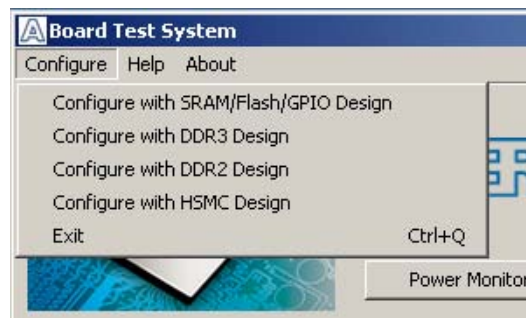 Board Test System
Configure Help About
Configure with SRAM/Flash/GPIO Design
Configure with DDR3 Design
Configure with DDR2 Design
Configure with HSMC Design
Exit Ctrl+Q
Power Monitor